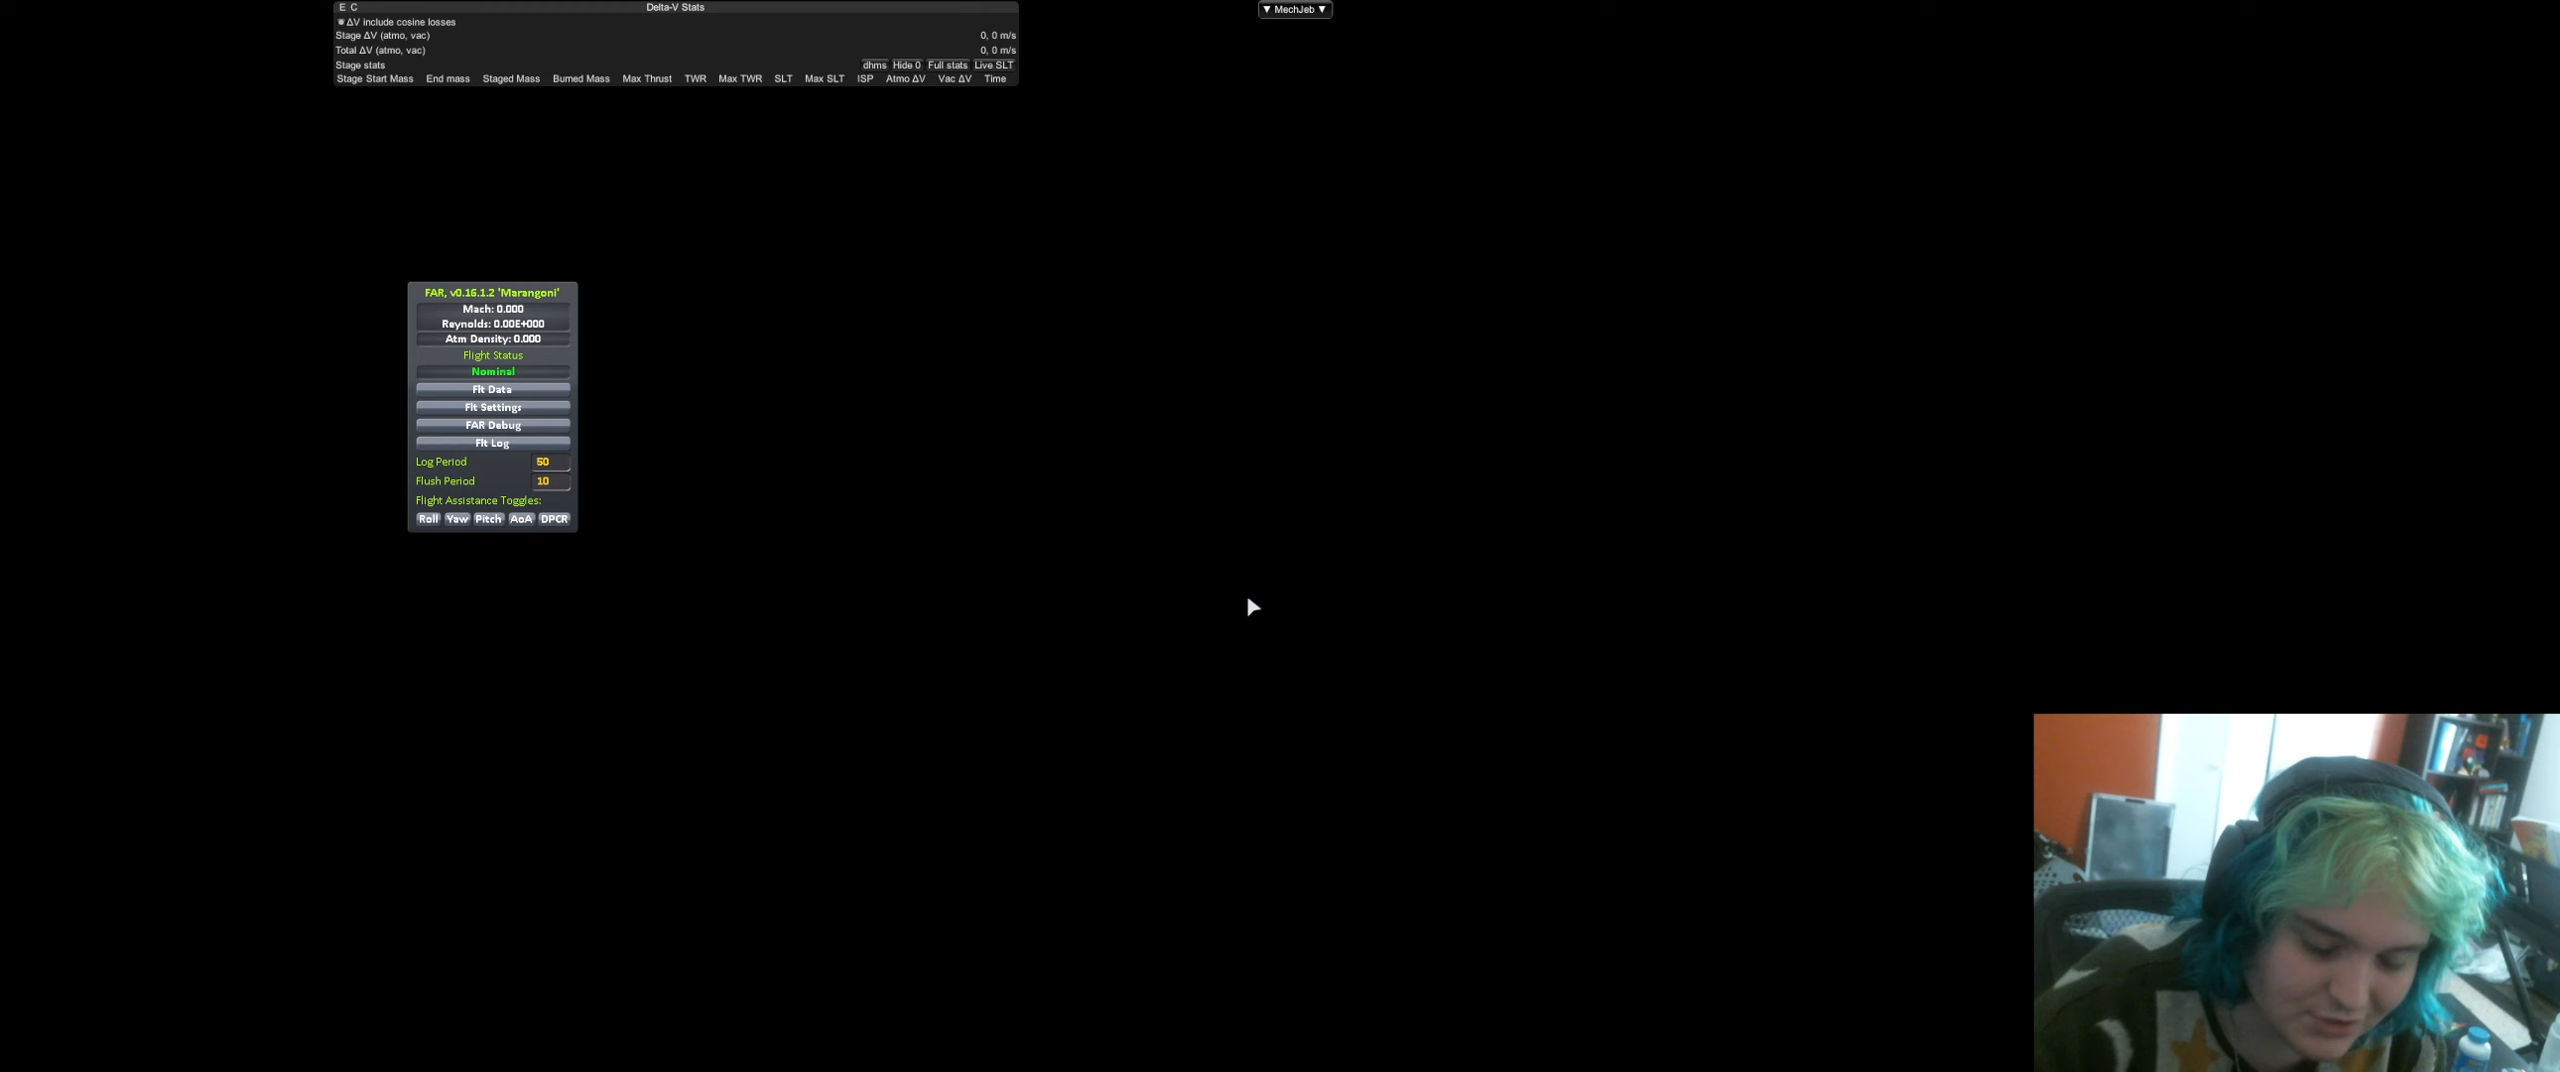 E C Delta-V Stats
ΔV include cosine losses
Stage ΔV (atmo, vac) 0, 0 m/s
Total ΔV (atmo, vac) 0, 0 m/s
Stage stats dhms Hide 0 Full stats Live SLT
Stage Start Mass End mass Staged Mass Burned Mass Max Thrust TWR Max TWR SLT Max SLT ISP Atmo ΔV Vac ΔV Time
▼ MechJeb ▼
FAR, v0.16.1.2 'Marangoni'
Mach: 0.000
Reynolds: 0.00E+000
Atm Density: 0.000
Flight Status
Nominal
Flt Data
Flt Settings
FAR Debug
Flt Log
Log Period 50
Flush Period 10
Flight Assistance Toggles:
Roll Yaw Pitch AoA DPCR